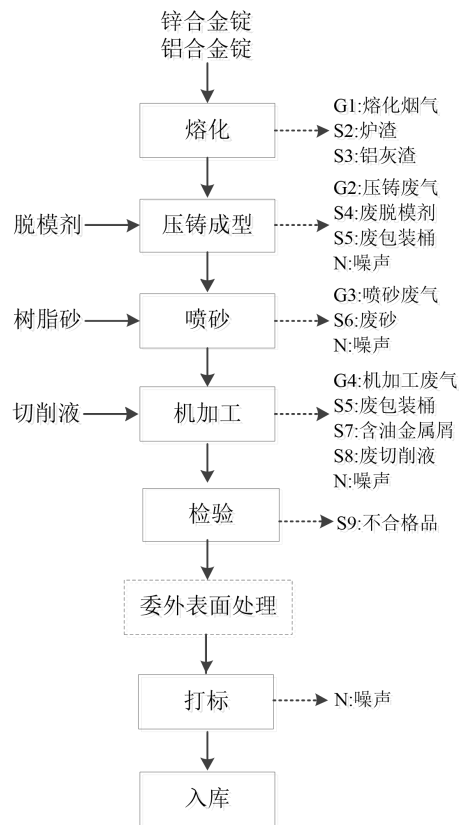 锌合金锭
铝合金锭
熔化
G1:熔化烟气
S2:炉渣
S3:铝灰渣
脱模剂
压铸成型
G2:压铸废气
S4:废脱模剂
S5:废包装桶
N:噪声
树脂砂
喷砂
G3:喷砂废气
S6:废砂
N:噪声
切削液
机加工
G4:机加工废气
S5:废包装桶
S7:含油金属屑
S8:废切削液
N:噪声
检验
S9:不合格品
委外表面处理
打标
N:噪声
入库